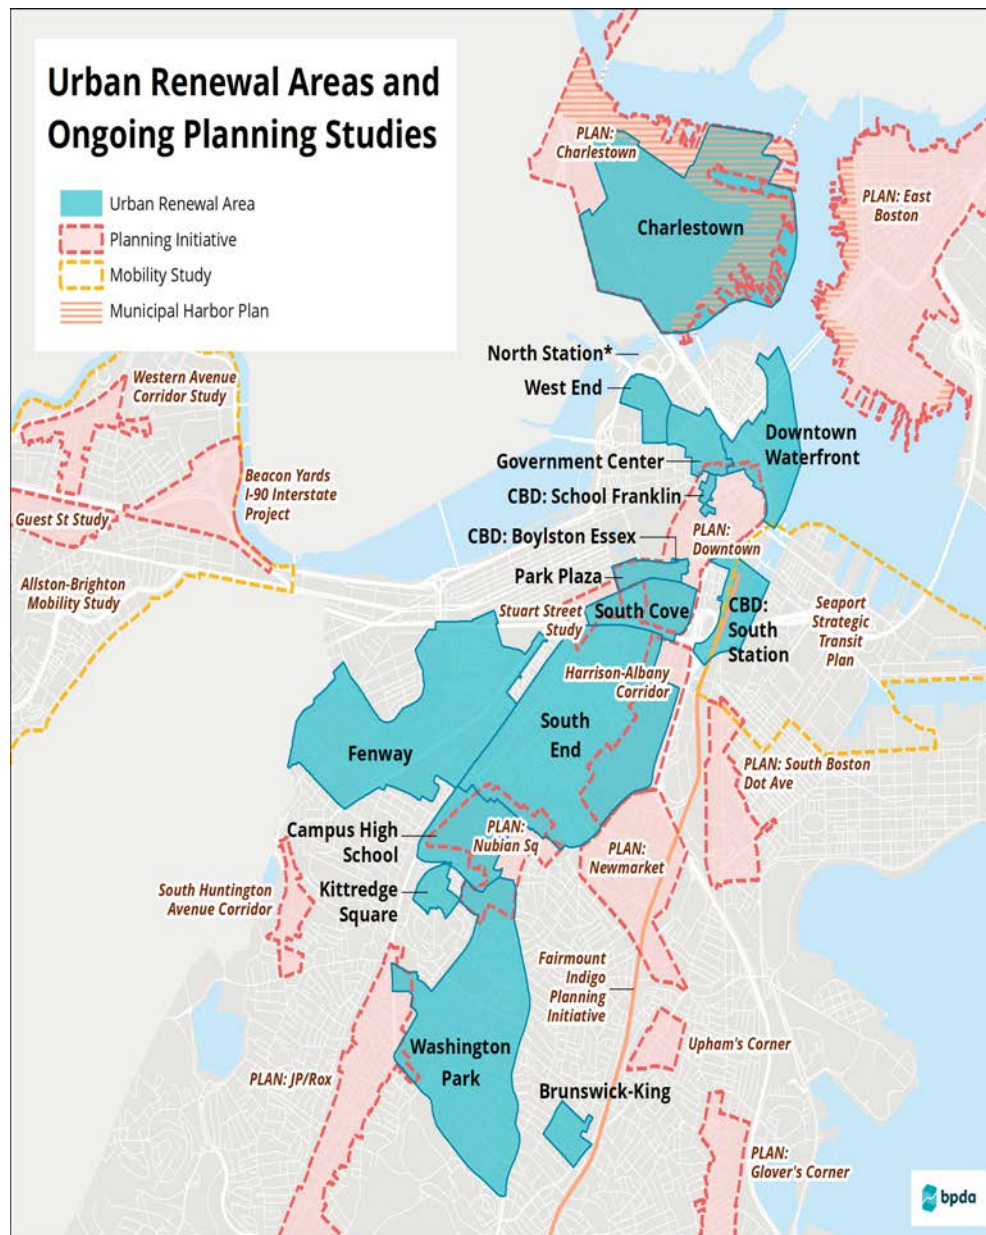 Urban Renewal Areas and
Ongoing Planning Studies
Urban Renewal Area
Planning Initiative
Mobility Study
Municipal Harbor Plan
PLAN:
Charlestown
PLAN: East
Boston
Charlestown
North Station*
West End
Western Avenue
Corridor Study
Downtown
Waterfront
Government Center
Beacon Yards
I-90 Interstate
Project
CBD: School Franklin
Guest St Study
CBD: Boylston Essex
PLAN:
Downtown
Park Plaza
Allston-Brighton
Mobility Study
Stuart Street
Study
South Cove
CBD:
South
Station
Seaport
Strategic
Transit
Plan
Harrison-Albany
Corridor
South
End
Fenway
PLAN: South Boston
Dot Ave
Campus High
School
PLAN:
Nubian Sq
PLAN:
Newmarket
South Huntington
Avenue Corridor
Kittredge
Square
Fairmount
Indigo
Planning
Initiative
Washington
Park
Upham's Corner
PLAN: JP/Rox
Brunswick-King
PLAN:
Glover's Corner
bpda